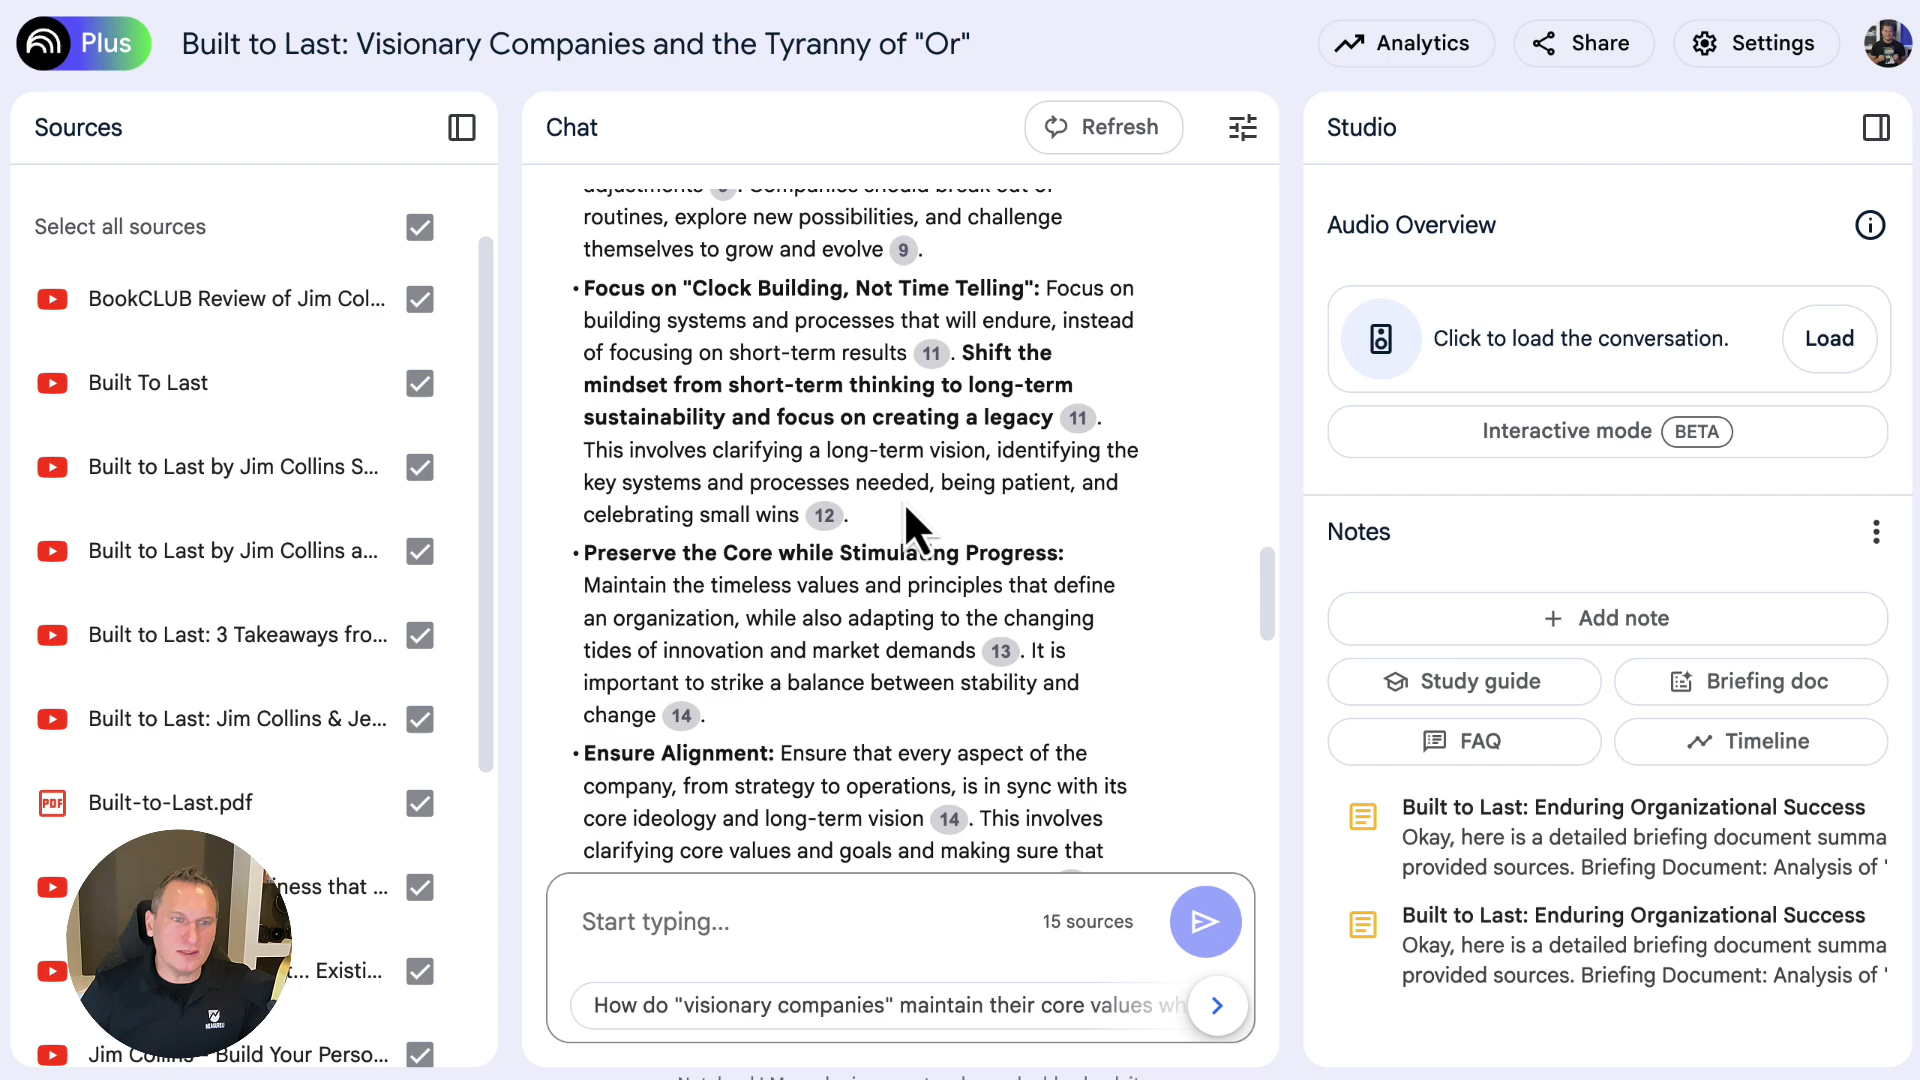 Plus
Built to Last: Visionary Companies and the Tyranny of "Or"
Analytics
Share
Settings
Sources
Select all sources
BookCLUB Review of Jim Col...
Built To Last
Built to Last by Jim Collins S...
Built to Last by Jim Collins a...
Built to Last: 3 Takeaways fro...
Built to Last: Jim Collins & Je...
PDF
Built-to-Last.pdf
iness that ...
t... Existi...
Jim Collins - Build Your Perso...
Chat
Refresh
routines, explore new possibilities, and challenge
themselves to grow and evolve 9.
• Focus on "Clock Building, Not Time Telling": Focus on
building systems and processes that will endure, instead
of focusing on short-term results 11. Shift the
mindset from short-term thinking to long-term
sustainability and focus on creating a legacy 11.
This involves clarifying a long-term vision, identifying the
key systems and processes needed, being patient, and
celebrating small wins 12.
• Preserve the Core while Stimulating Progress:
Maintain the timeless values and principles that define
an organization, while also adapting to the changing
tides of innovation and market demands 13. It is
important to strike a balance between stability and
change 14.
• Ensure Alignment: Ensure that every aspect of the
company, from strategy to operations, is in sync with its
core ideology and long-term vision 14. This involves
clarifying core values and goals and making sure that
Start typing...
15 sources
How do "visionary companies" maintain their core values wh
Studio
Audio Overview
Click to load the conversation.
Load
Interactive mode BETA
Notes
+ Add note
Study guide
Briefing doc
FAQ
Timeline
Built to Last: Enduring Organizational Success
Okay, here is a detailed briefing document summa
provided sources. Briefing Document: Analysis of '
Built to Last: Enduring Organizational Success
Okay, here is a detailed briefing document summa
provided sources. Briefing Document: Analysis of '